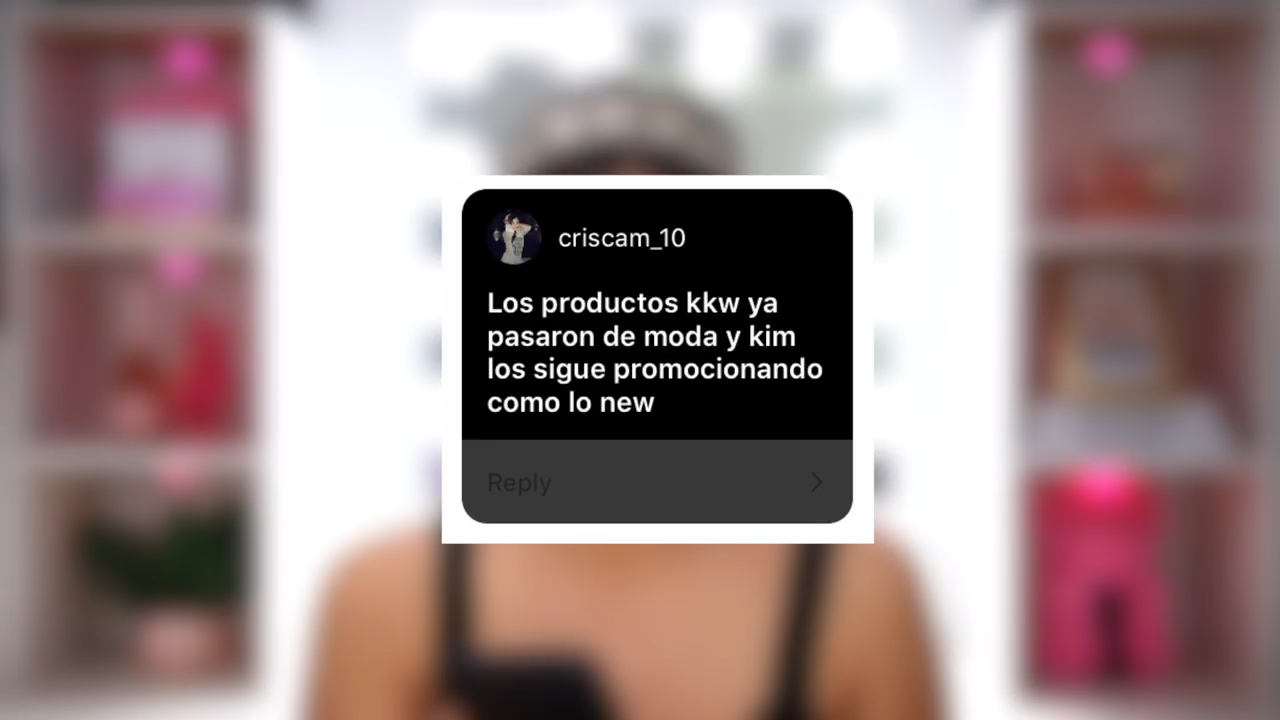 criscam_10
Los productos kkw ya
pasaron de moda y kim
los sigue promocionando
como lo new
Reply